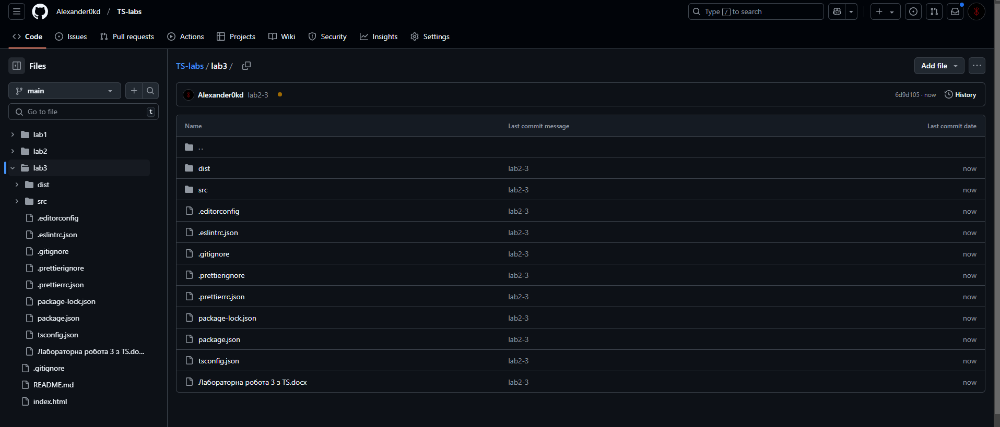 Alexander0kd / TS-labs
Type / to search
Code Issues Pull requests Actions Projects Wiki Security Insights Settings
Files
main
Go to file t
lab1
lab2
lab3
dist
src
.editorconfig
.eslintrc.json
.gitignore
.prettierignore
.prettierrc.json
package-lock.json
package.json
tsconfig.json
Лабораторна робота 3 з TS.do...
.gitignore
README.md
index.html
TS-labs / lab3 /
Add file
Alexander0kd lab2-3
6d9d105 · now History
Name Last commit message Last commit date
..
dist lab2-3 now
src lab2-3 now
.editorconfig lab2-3 now
.eslintrc.json lab2-3 now
.gitignore lab2-3 now
.prettierignore lab2-3 now
.prettierrc.json lab2-3 now
package-lock.json lab2-3 now
package.json lab2-3 now
tsconfig.json lab2-3 now
Лабораторна робота 3 з TS.docx lab2-3 now